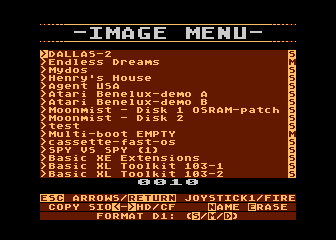 -IMAGE MENU-
>DALLAS-2 S
>Endless Dreams M
>Mydos S
>Henry's House S
>Agent USA S
>Atari Benelux-demo A S
>Atari Benelux-demo B S
>Moonmist - Disk 1 OSRAM-patch S
>Moonmist - Disk 2 S
>test S
>Multi-boot EMPTY M
>cassette-fast-os S
>SPY VS SPY (1) S
>Basic XE Extensions S
>Basic XL Toolkit 103-1 S
>Basic XL Toolkit 103-2 S
0010
ESC ARROWS/RETURN JOYSTICK1/FIRE
COPY SIO<->HD/CF NAME ERASE
FORMAT D1: (S/M/D)